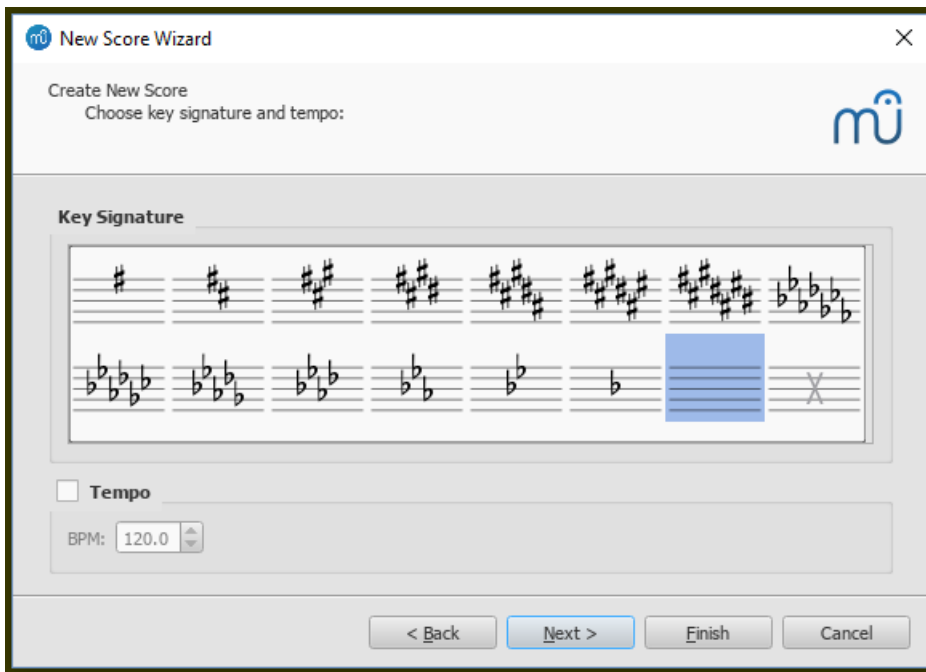 New Score Wizard
Create New Score
Choose key signature and tempo:
Key Signature
Tempo
BPM: 120.0
< Back Next > Finish Cancel